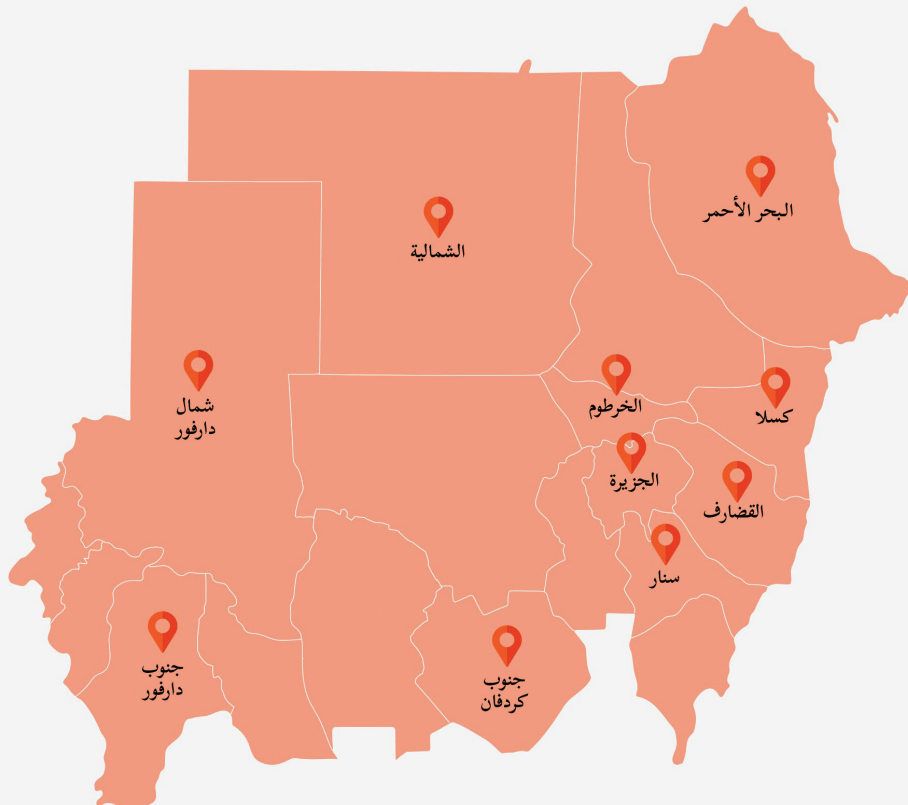 البحر الأحمر
الشمالية
شمال
دارفور
الخرطوم
كسلا
الجزيرة
القضارف
سنار
جنوب
دارفور
جنوب
كردفان